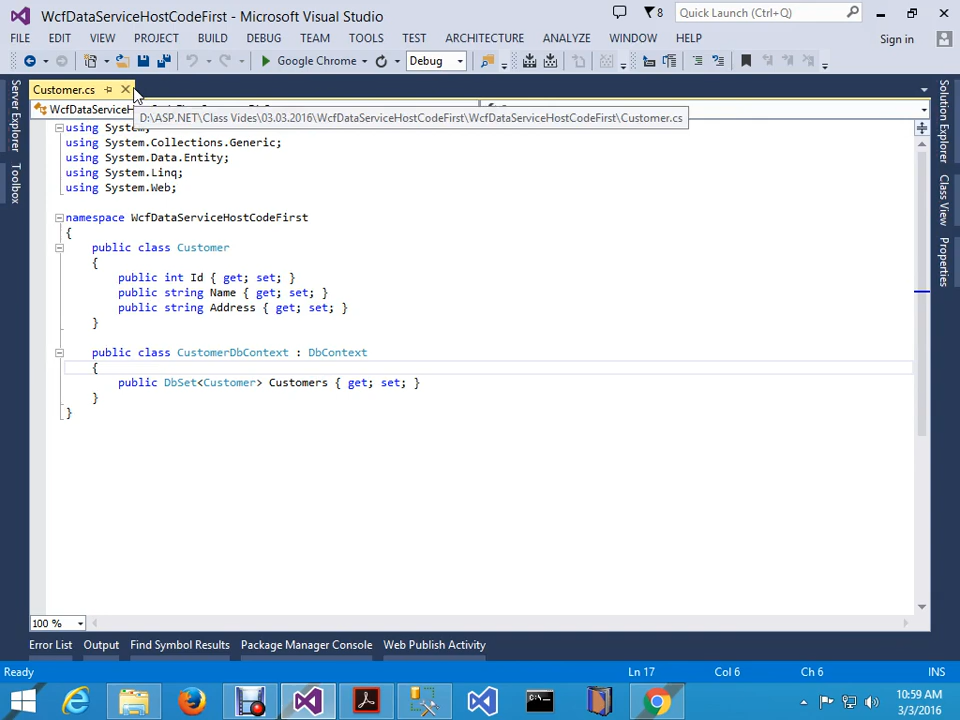 WcfDataServiceHostCodeFirst - Microsoft Visual Studio
8
Quick Launch (Ctrl+Q)
FILE EDIT VIEW PROJECT BUILD DEBUG TEAM TOOLS TEST ARCHITECTURE ANALYZE WINDOW HELP
Sign in
Google Chrome
Debug
Customer.cs
WcfDataServiceH
D:\ASP.NET\Class Vides\03.03.2016\WcfDataServiceHostCodeFirst\WcfDataServiceHostCodeFirst\Customer.cs
Server Explorer
Toolbox
Solution Explorer
Class View
Properties
using System;
using System.Collections.Generic;
using System.Data.Entity;
using System.Linq;
using System.Web;
namespace WcfDataServiceHostCodeFirst
{
public class Customer
{
public int Id { get; set; }
public string Name { get; set; }
public string Address { get; set; }
}
public class CustomerDbContext : DbContext
{
public DbSet<Customer> Customers { get; set; }
}
}
100 %
Error List Output Find Symbol Results Package Manager Console Web Publish Activity
Ready
Ln 17 Col 6 Ch 6 INS
10:59 AM
3/3/2016